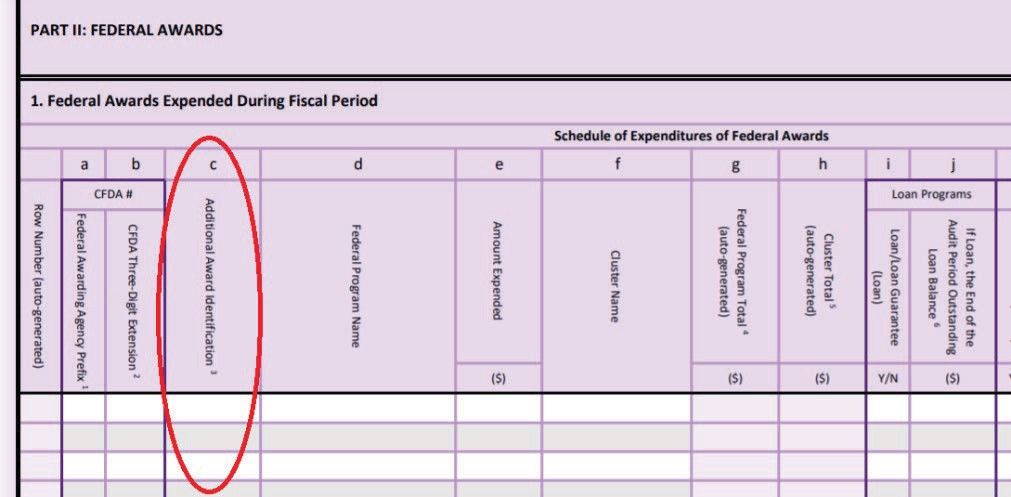 PART II: FEDERAL AWARDS
1. Federal Awards Expended During Fiscal Period
Schedule of Expenditures of Federal Awards
a b c d e f g h i j
CFDA #
Loan Programs
Row Number (auto-generated)
Federal Awarding Agency Prefix 1
CFDA Three-Digit Extension 2
Additional Award Identification 3
Federal Program Name
Amount Expended
Cluster Name
Federal Program Total 4
(auto-generated)
Cluster Total 5
(auto-generated)
Loan/Loan Guarantee
(Loan)
If Loan, the End of the
Audit Period Outstanding
Loan Balance 6
($) ($) ($) Y/N ($)